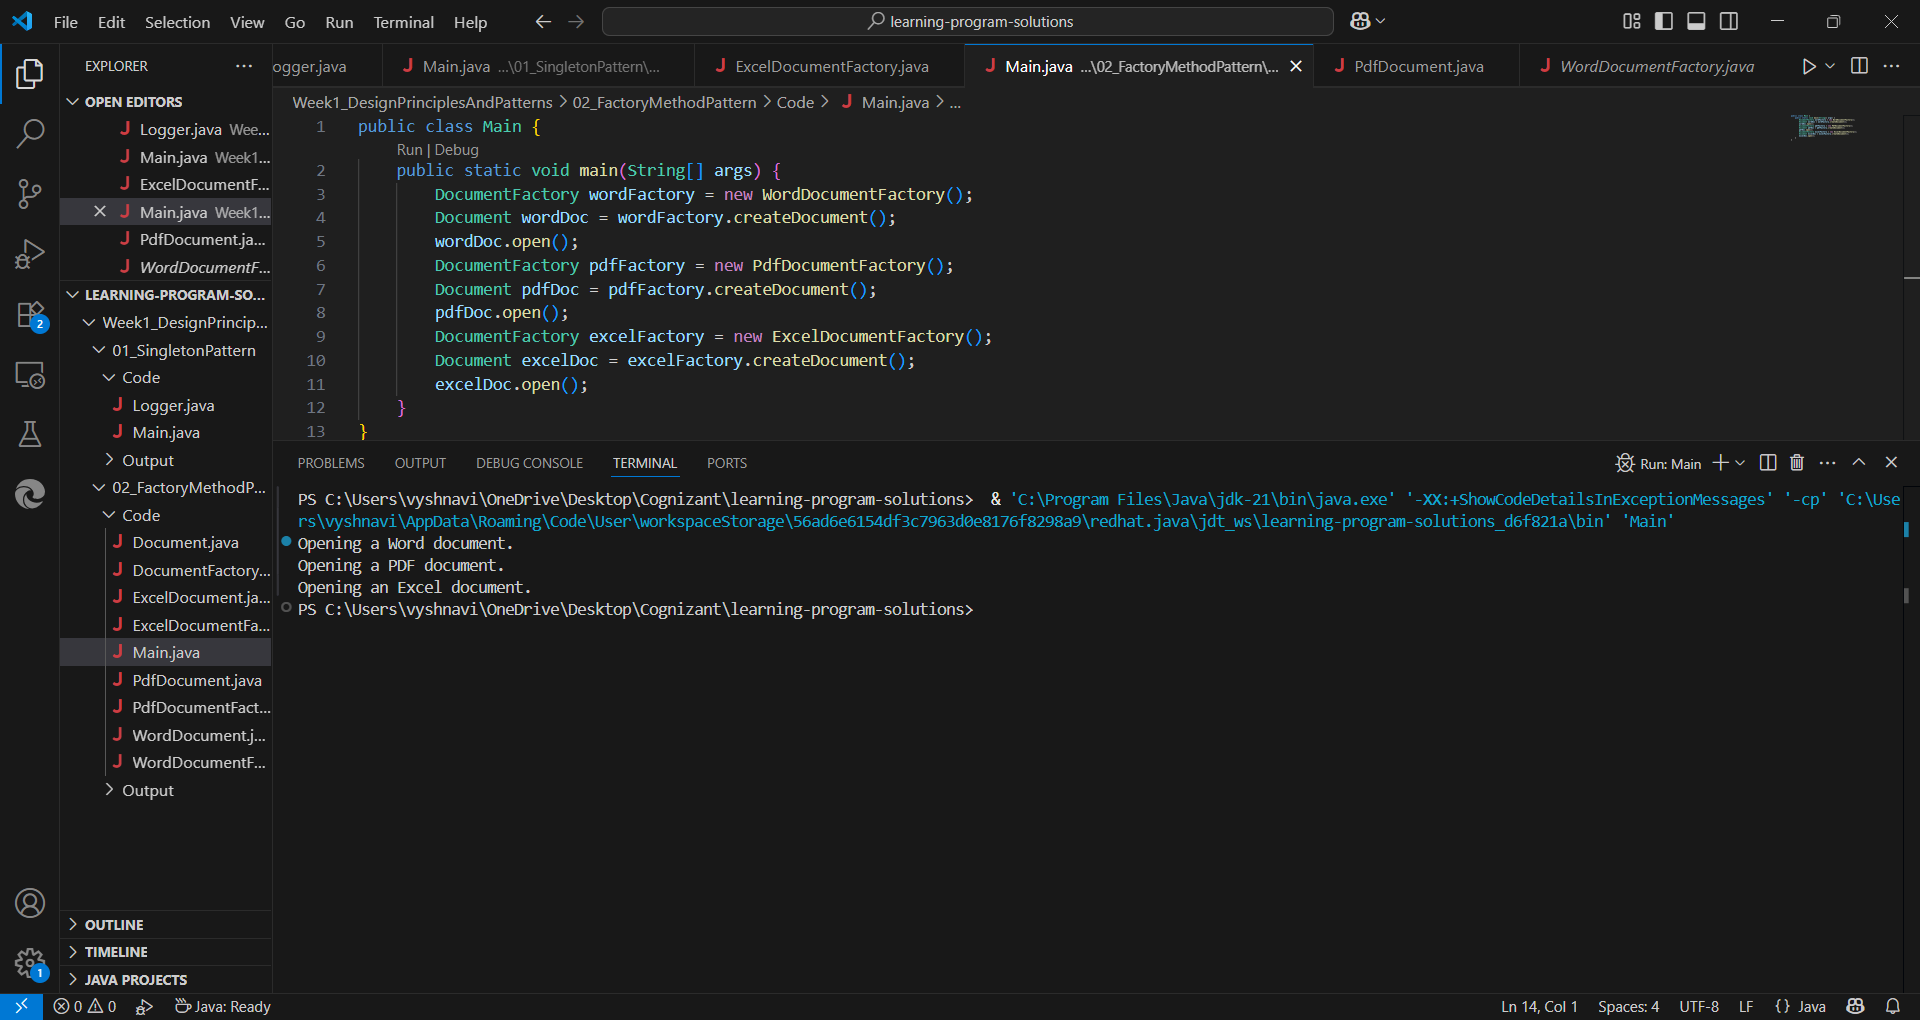 File Edit Selection View Go Run Terminal Help
learning-program-solutions
EXPLORER
ogger.java
Main.java ...\01_SingletonPattern\...
ExcelDocumentFactory.java
Main.java ...\02_FactoryMethodPattern\...
PdfDocument.java
WordDocumentFactory.java
OPEN EDITORS
Logger.java Wee...
Main.java Week1...
ExcelDocumentF...
Main.java Week1...
PdfDocument.ja...
WordDocumentF...
LEARNING-PROGRAM-SO...
Week1_DesignPrincip...
01_SingletonPattern
Code
Logger.java
Main.java
Output
02_FactoryMethodP...
Code
Document.java
DocumentFactory...
ExcelDocument.ja...
ExcelDocumentFa...
Main.java
PdfDocument.java
PdfDocumentFact...
WordDocument.j...
WordDocumentF...
Output
OUTLINE
TIMELINE
JAVA PROJECTS
2
1
Week1_DesignPrinciplesAndPatterns > 02_FactoryMethodPattern > Code > Main.java > ...
1 public class Main {
Run | Debug
2 public static void main(String[] args) {
3 DocumentFactory wordFactory = new WordDocumentFactory();
4 Document wordDoc = wordFactory.createDocument();
5 wordDoc.open();
6 DocumentFactory pdfFactory = new PdfDocumentFactory();
7 Document pdfDoc = pdfFactory.createDocument();
8 pdfDoc.open();
9 DocumentFactory excelFactory = new ExcelDocumentFactory();
10 Document excelDoc = excelFactory.createDocument();
11 excelDoc.open();
12 }
13 }
PROBLEMS OUTPUT DEBUG CONSOLE TERMINAL PORTS
Run: Main
PS C:\Users\vyshnavi\OneDrive\Desktop\Cognizant\learning-program-solutions> & 'C:\Program Files\Java\jdk-21\bin\java.exe' '-XX:+ShowCodeDetailsInExceptionMessages' '-cp' 'C:\Use
rs\vyshnavi\AppData\Roaming\Code\User\workspaceStorage\56ad6e6154df3c7963d0e8176f8298a9\redhat.java\jdt_ws\learning-program-solutions_d6f821a\bin' 'Main'
Opening a Word document.
Opening a PDF document.
Opening an Excel document.
PS C:\Users\vyshnavi\OneDrive\Desktop\Cognizant\learning-program-solutions>
0 0 Java: Ready
Ln 14, Col 1 Spaces: 4 UTF-8 LF {} Java